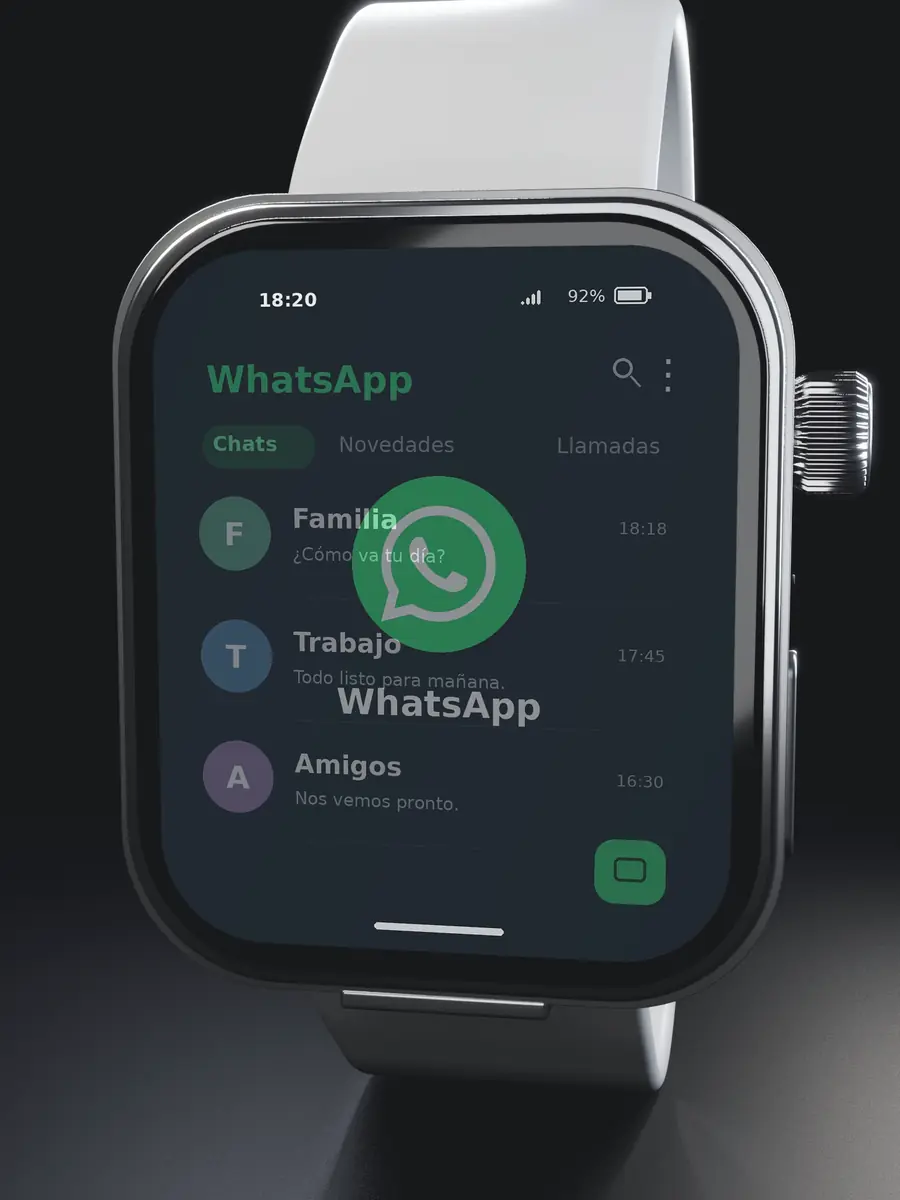 18:20
92%
WhatsApp
Chats
Novedades
Llamadas
F
Familia
18:18
¿Cómo va tu día?
T
Trabajo
17:45
Todo listo para mañana.
WhatsApp
A
Amigos
16:30
Nos vemos pronto.